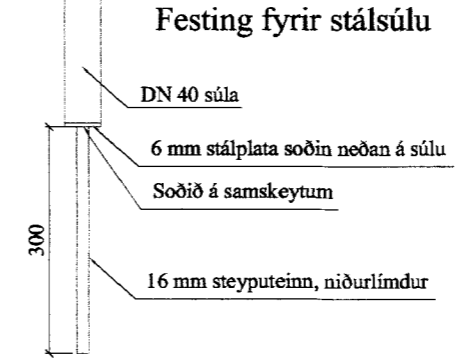 Festing fyrir stálsúlu
DN 40 súla
6 mm stálplata soðin neðan á súlu
Soðið á samskeytum
300
16 mm steyputeinn, niðurlímdur